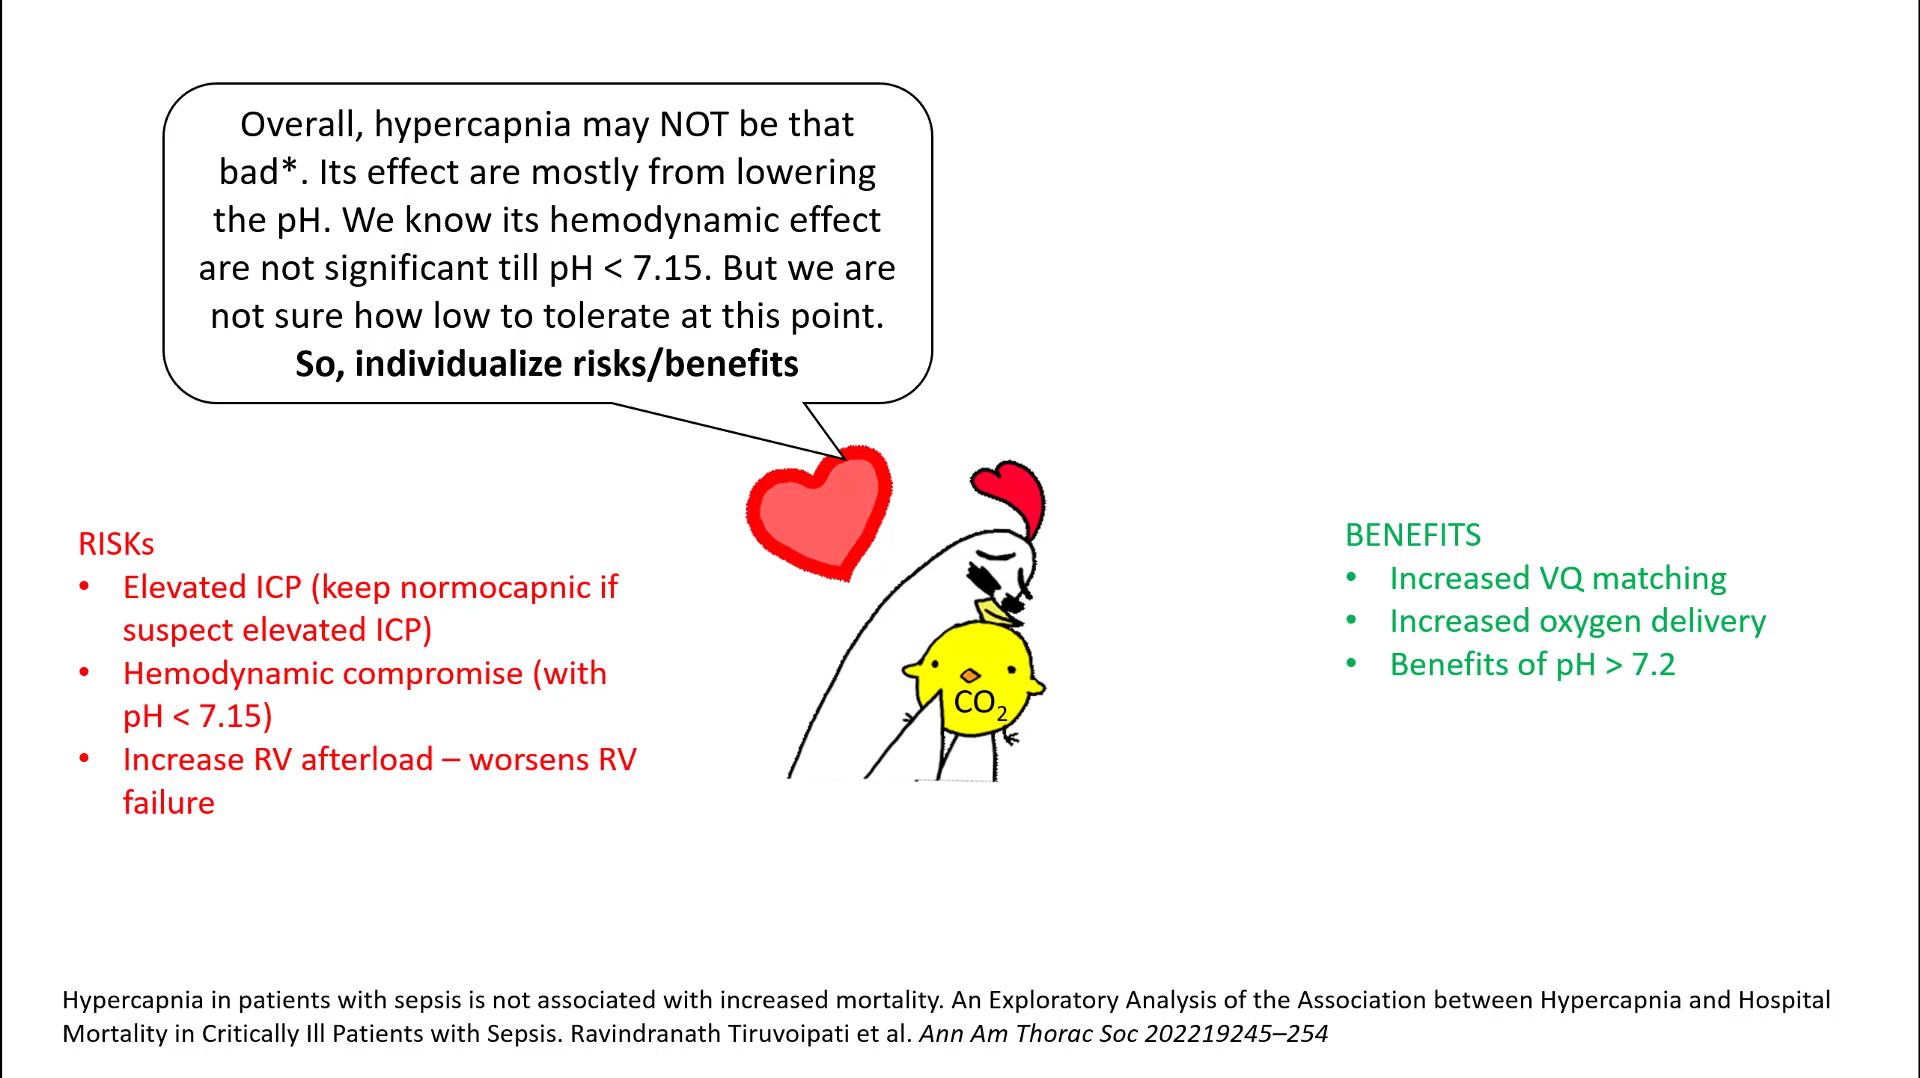 Overall, hypercapnia may NOT be that
bad*. Its effect are mostly from lowering
the pH. We know its hemodynamic effect
are not significant till pH < 7.15. But we are
not sure how low to tolerate at this point.
So, individualize risks/benefits
RISKs
• Elevated ICP (keep normocapnic if
suspect elevated ICP)
• Hemodynamic compromise (with
pH < 7.15)
• Increase RV afterload – worsens RV
failure
CO₂
BENEFITS
• Increased VQ matching
• Increased oxygen delivery
• Benefits of pH > 7.2
Hypercapnia in patients with sepsis is not associated with increased mortality. An Exploratory Analysis of the Association between Hypercapnia and Hospital
Mortality in Critically Ill Patients with Sepsis. Ravindranath Tiruvoipati et al. Ann Am Thorac Soc 202219245–254